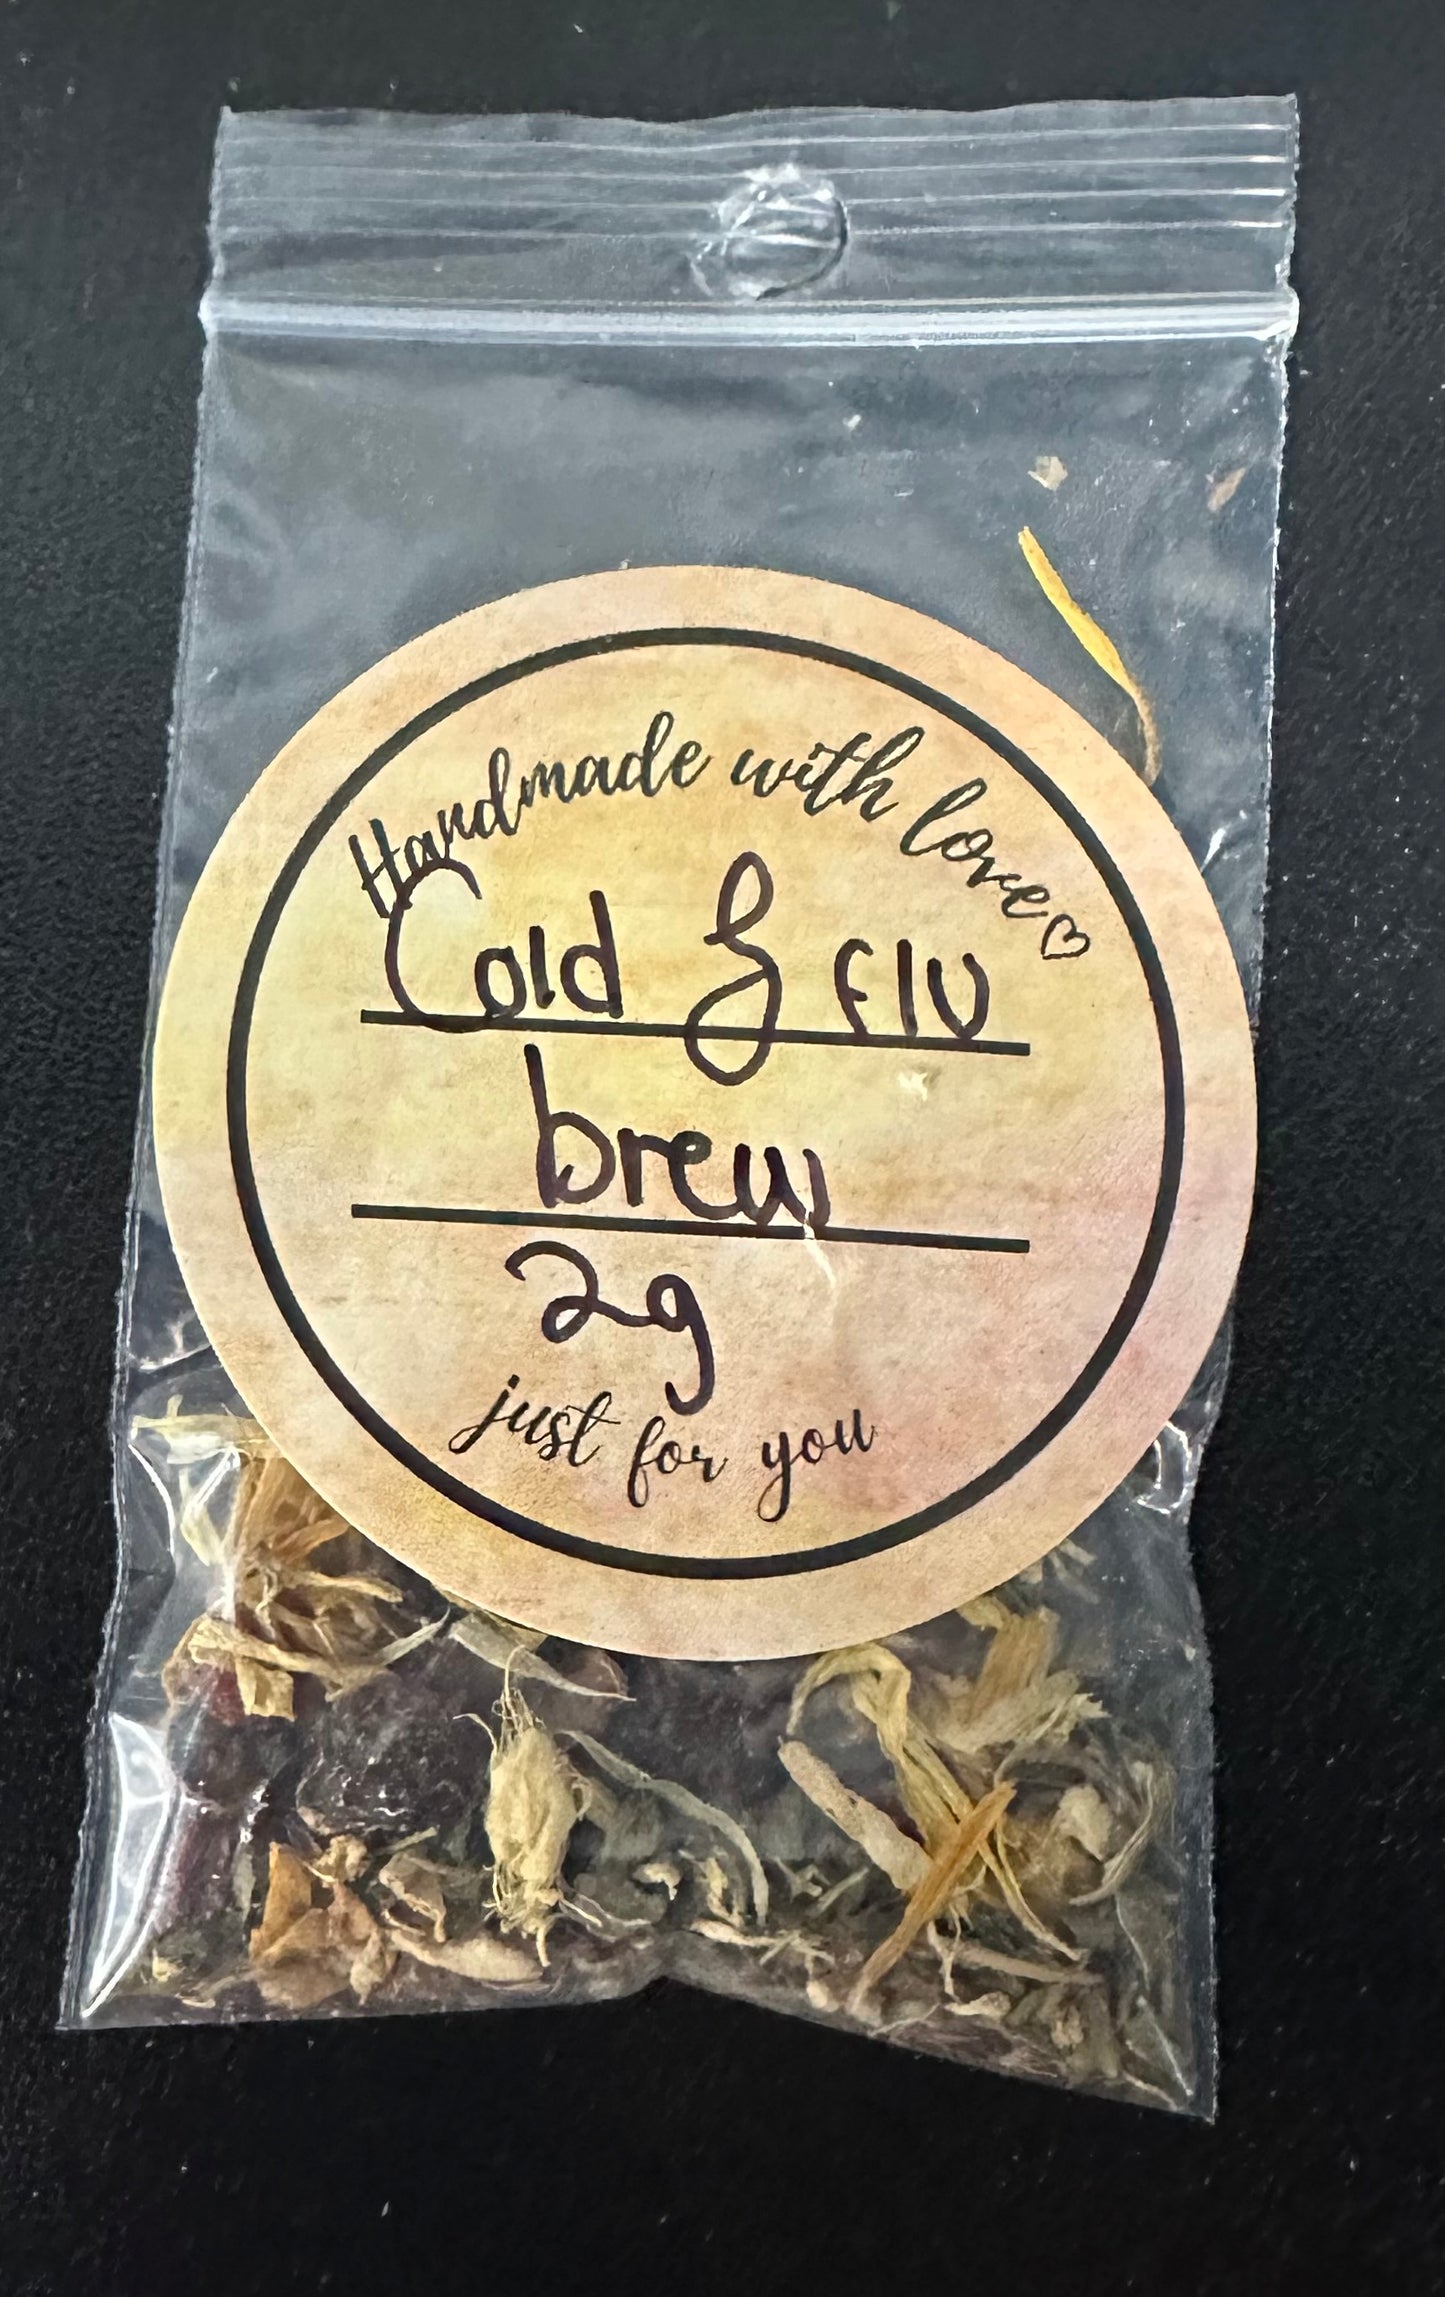 Handmade with love♡
Cold & flu
brew
2g
just for you